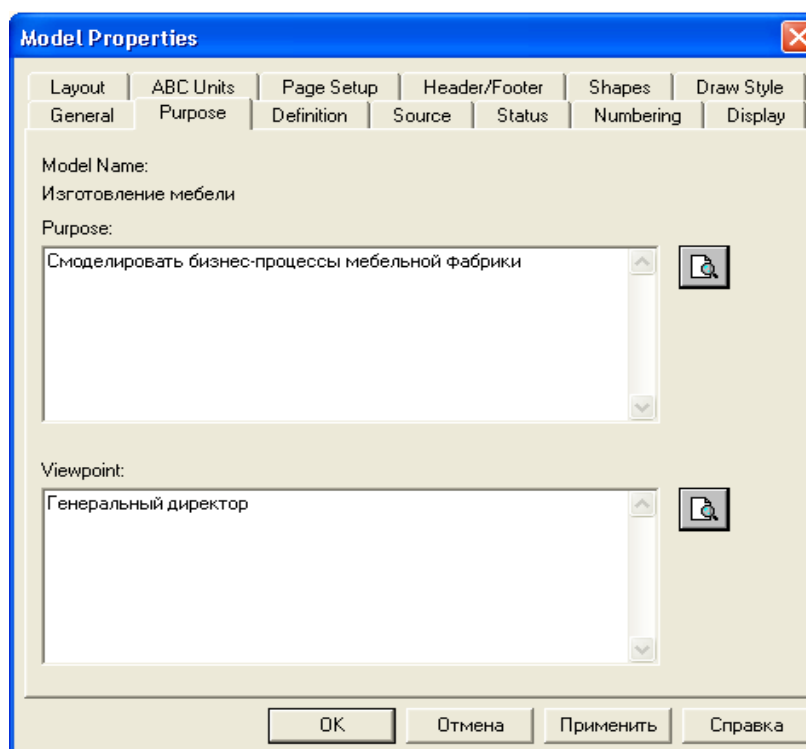 Model Properties
Layout ABC Units Page Setup Header/Footer Shapes Draw Style
General Purpose Definition Source Status Numbering Display
Model Name:
Изготовление мебели
Purpose:
Смоделировать бизнес-процессы мебельной фабрики
Viewpoint:
Генеральный директор
OK Отмена Применить Справка